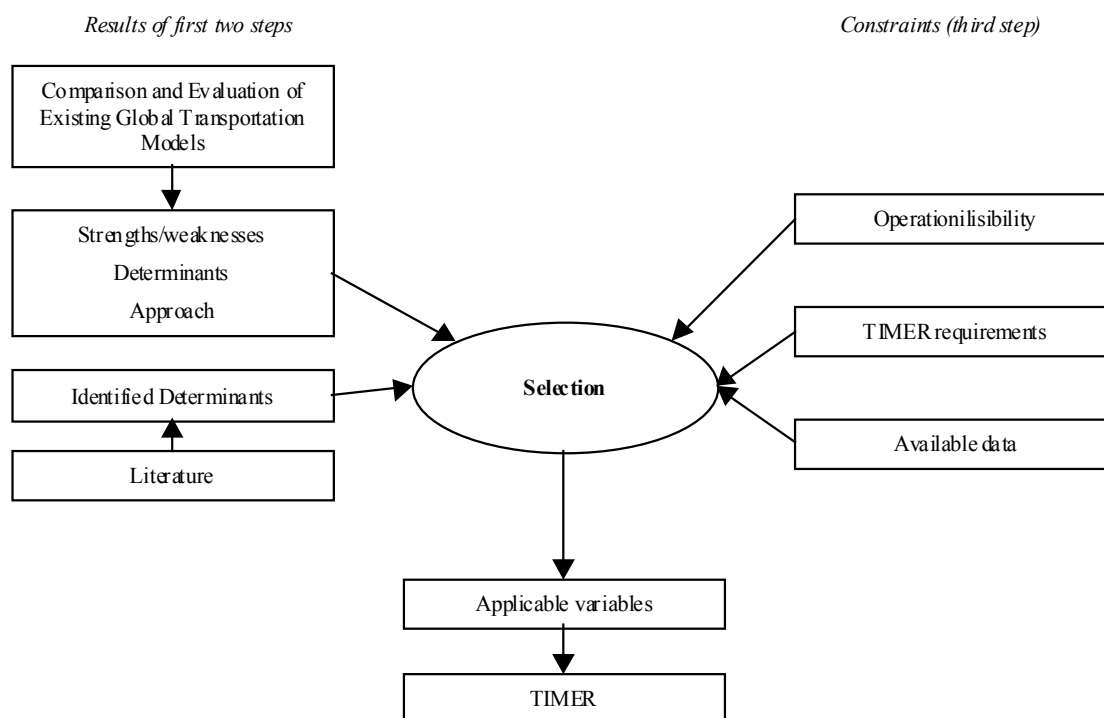 Results of first two steps
Constraints (third step)
Comparison and Evaluation of
Existing Global Transportation
Models
Strengths/weaknesses
Determinants
Approach
Identified Determinants
Literature
Selection
Operationilisibility
TIMER requirements
Available data
Applicable variables
TIMER